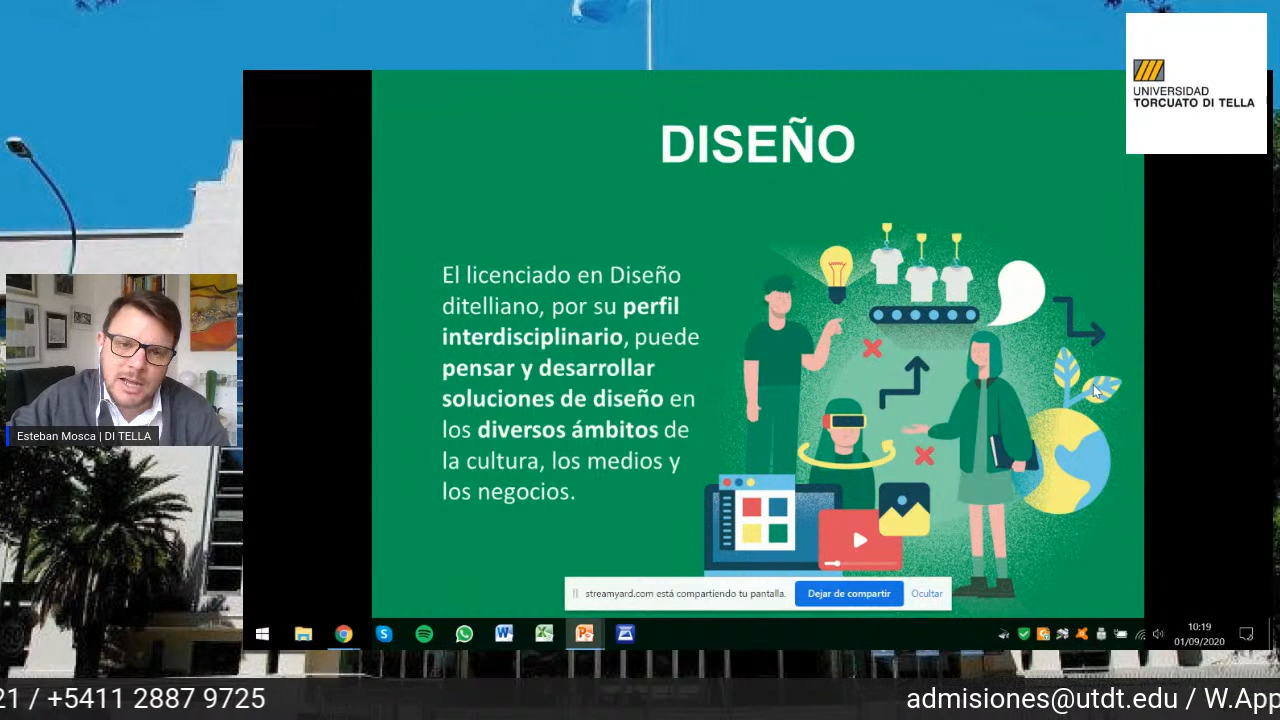 UNIVERSIDAD
TORCUATO DI TELLA
DISEÑO
El licenciado en Diseño
ditelliano, por su perfil
interdisciplinario, puede
pensar y desarrollar
soluciones de diseño en
los diversos ámbitos de
la cultura, los medios y
los negocios.
Esteban Mosca | DI TELLA
streamyard.com está compartiendo tu pantalla.
Dejar de compartir
Ocultar
10:19
01/09/2020
21 / +5411 2887 9725
admisiones@utdt.edu / W.App